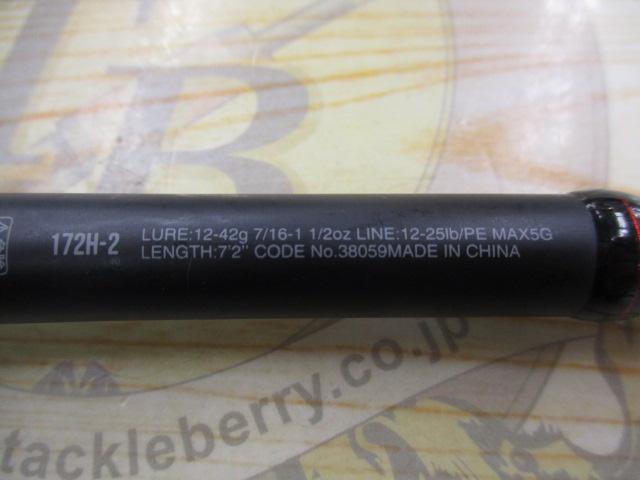 TB
172H-2 LURE:12-42g 7/16-1 1/2oz LINE:12-25lb/PE MAX5G
LENGTH:7'2" CODE No.38059MADE IN CHINA
tackleberry.co.jp